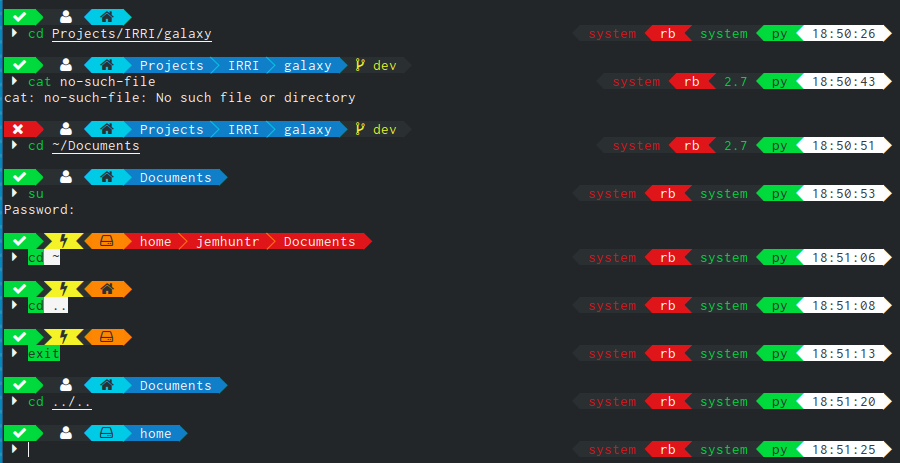 cd Projects/IRRI/galaxy system rb system py 18:50:26
Projects IRRI galaxy dev
cat no-such-file system rb 2.7 py 18:50:43
cat: no-such-file: No such file or directory
Projects IRRI galaxy dev
cd ~/Documents system rb 2.7 py 18:50:51
Documents
su system rb system py 18:50:53
Password:
home jemhuntr Documents
cd ~ system rb system py 18:51:06
cd .. system rb system py 18:51:08
exit system rb system py 18:51:13
Documents
cd ../.. system rb system py 18:51:20
home
system rb system py 18:51:25